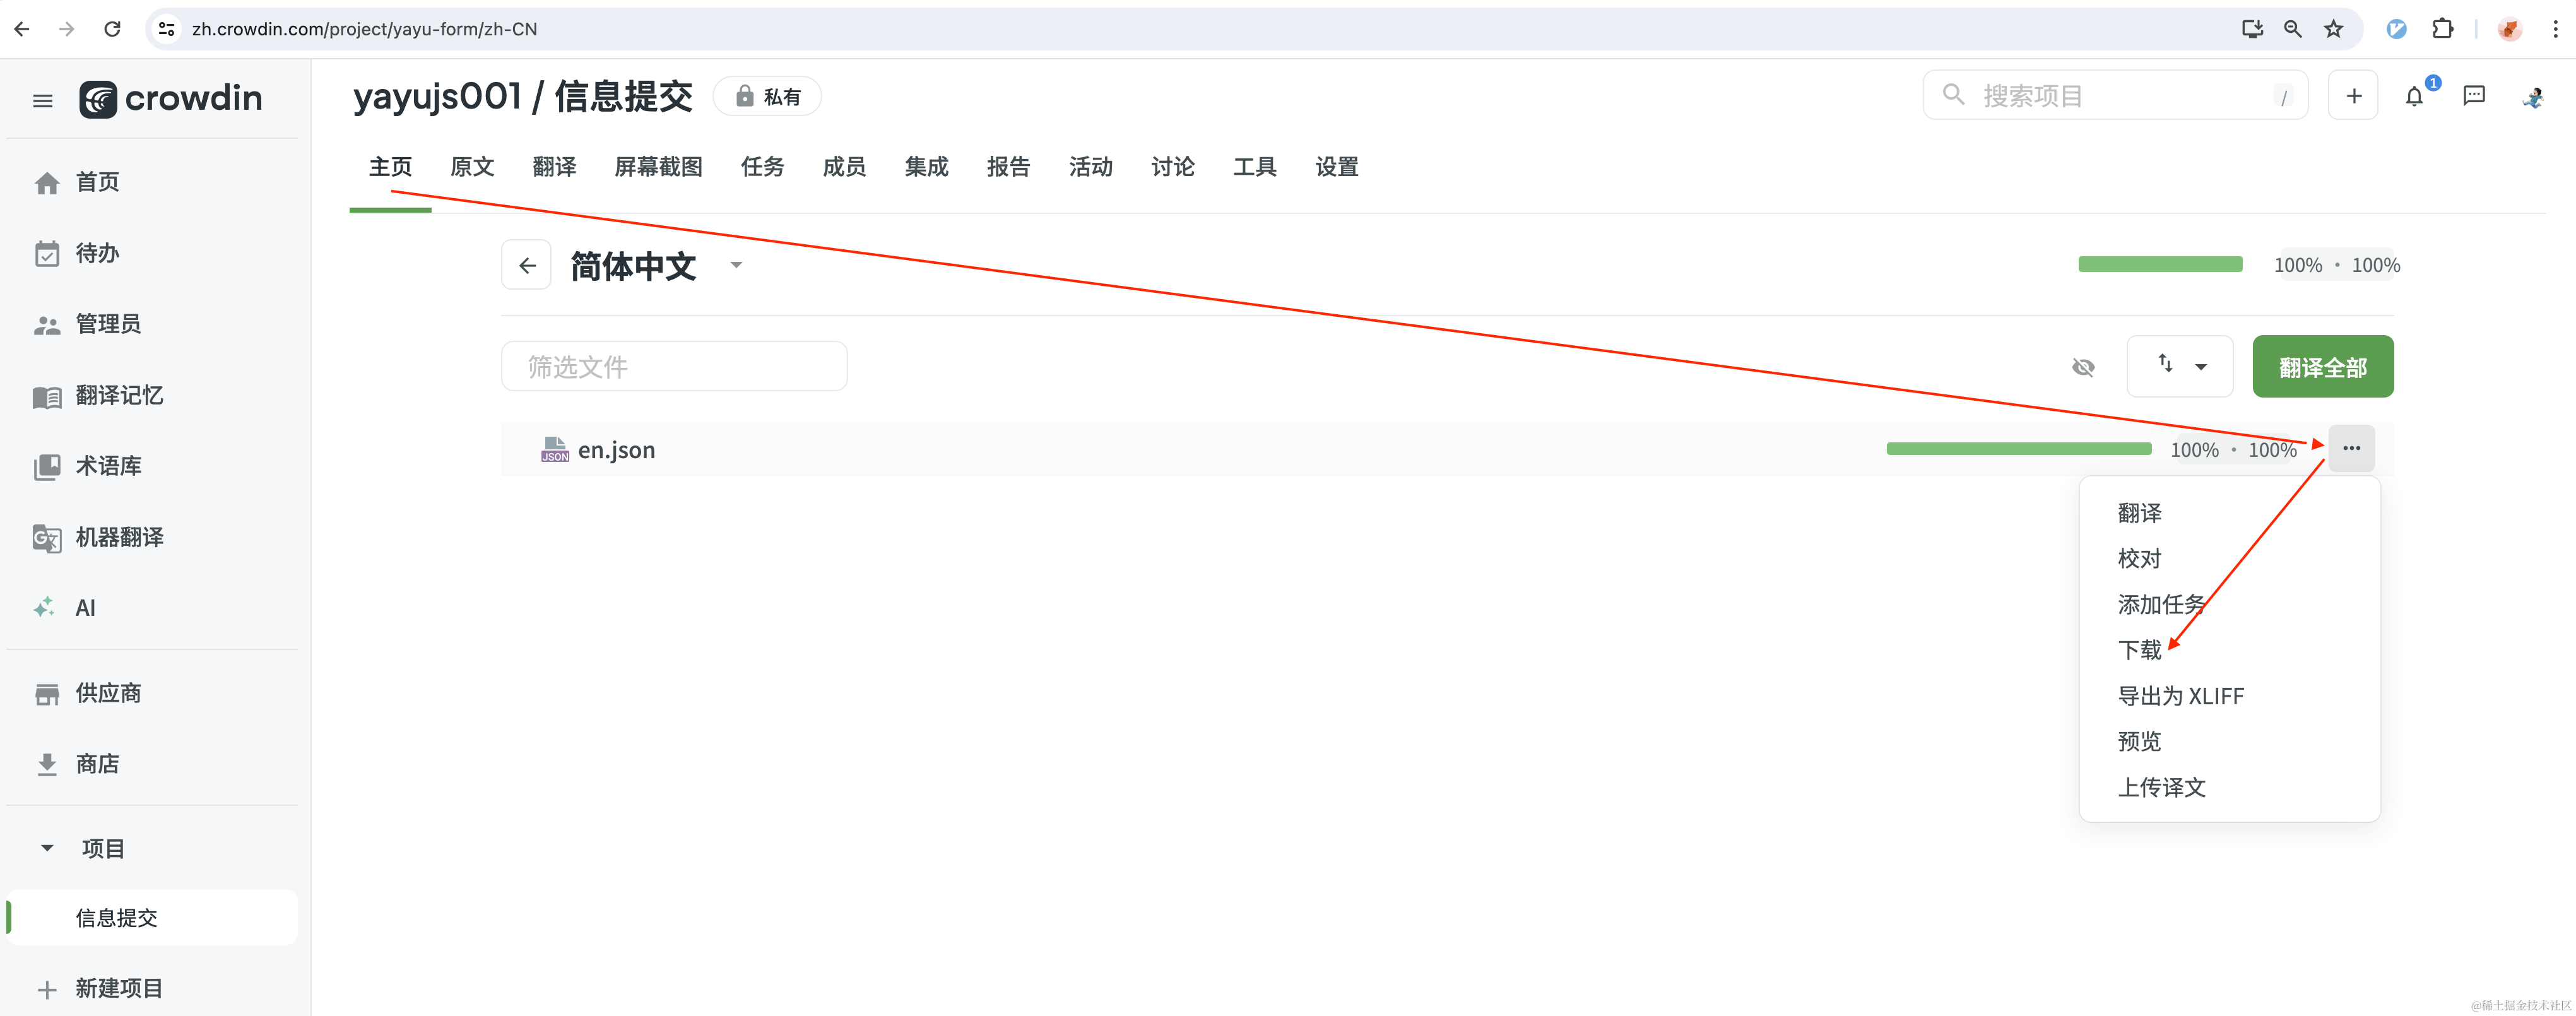 zh.crowdin.com/project/yayu-form/zh-CN
crowdin
yayujs001 / 信息提交
私有
搜索项目
/
1
主页 原文 翻译 屏幕截图 任务 成员 集成 报告 活动 讨论 工具 设置
首页
待办
管理员
翻译记忆
术语库
机器翻译
AI
供应商
商店
项目
信息提交
新建项目
简体中文
100% • 100%
筛选文件
翻译全部
JSON
en.json
100% • 100%
翻译
校对
添加任务
下载
导出为 XLIFF
预览
上传译文
@稀土掘金技术社区